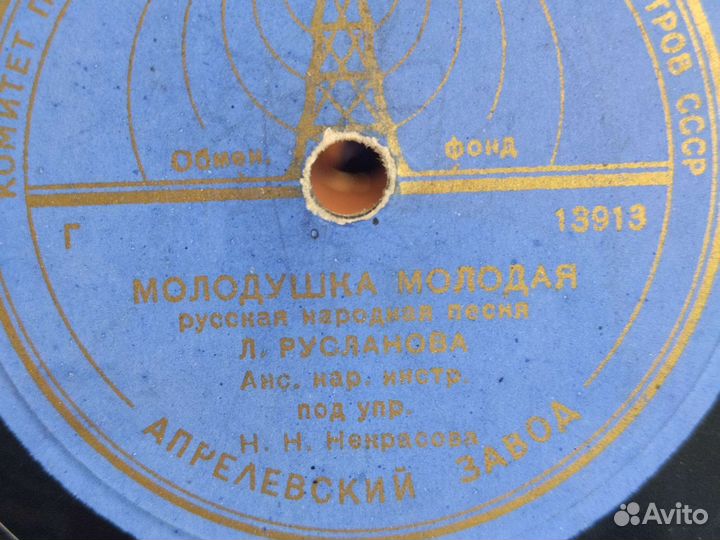 КОМИТЕТ
СССР
Обмен. фонд
Г 13913
МОЛОДУШКА МОЛОДАЯ
русская народная песня
Л. РУСЛАНОВА
Анс. нар. инстр.
под упр.
Н. Н. Некрасова
АПРЕЛЕВСКИЙ ЗАВОД
Avito